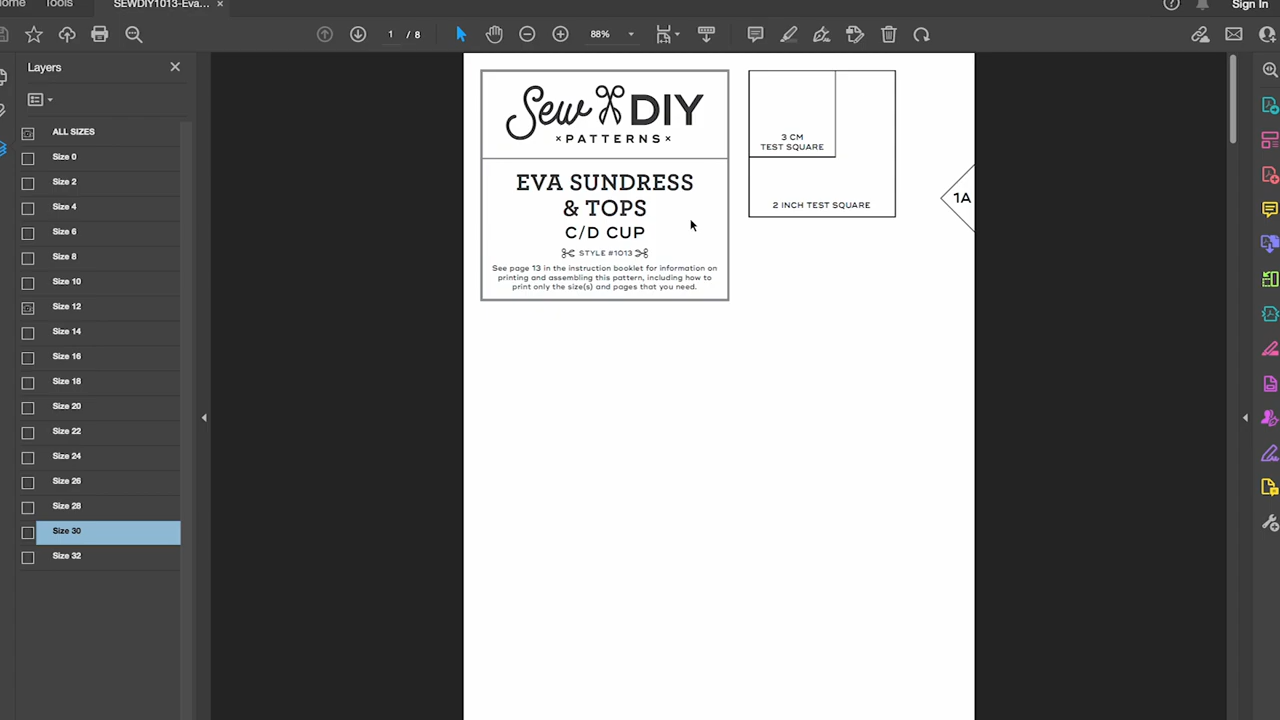 ome
Tools
SEWDIY1013-Eva...
×
Sign In
1 / 8
88%
Layers
ALL SIZES
Size 0
Size 2
Size 4
Size 6
Size 8
Size 10
Size 12
Size 14
Size 16
Size 18
Size 20
Size 22
Size 24
Size 26
Size 28
Size 30
Size 32
Sew DIY
×PATTERNS×
EVA SUNDRESS
& TOPS
C/D CUP
STYLE #1013
See page 13 in the instruction booklet for information on
printing and assembling this pattern, including how to
print only the size(s) and pages that you need.
3 CM
TEST SQUARE
2 INCH TEST SQUARE
1A